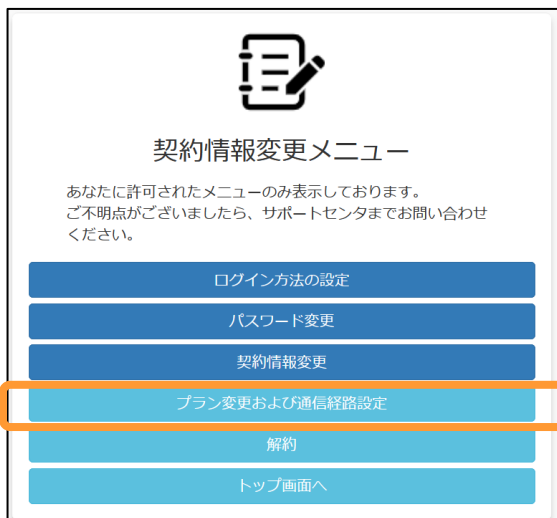 契約情報変更メニュー
あなたに許可されたメニューのみ表示しております。
ご不明点がございましたら、サポートセンタまでお問い合わせ
ください。
ログイン方法の設定
パスワード変更
契約情報変更
プラン変更および通信経路設定
解約
トップ画面へ